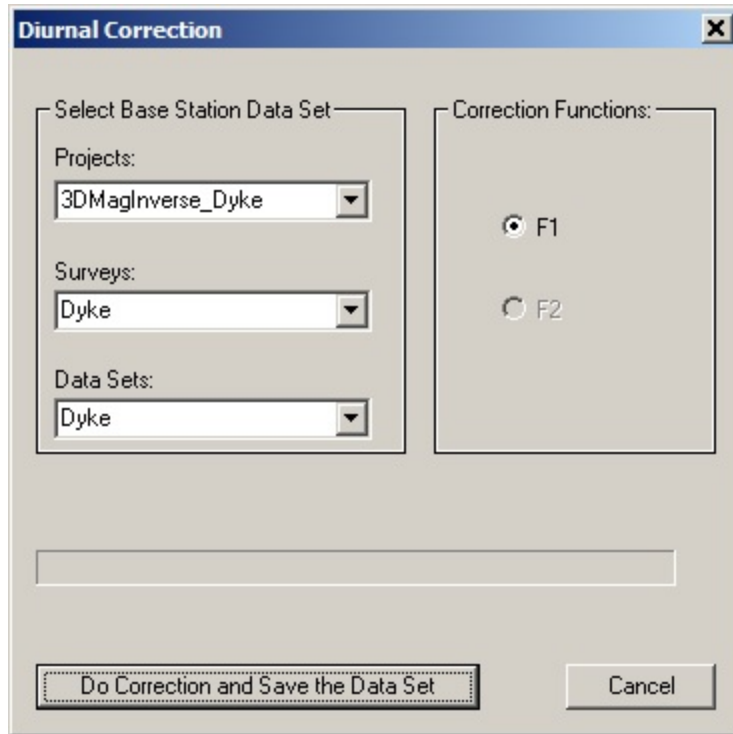 Diurnal Correction
Select Base Station Data Set
Projects:
3DMagInverse_Dyke
Surveys:
Dyke
Data Sets:
Dyke
Correction Functions:
F1
F2
Do Correction and Save the Data Set
Cancel